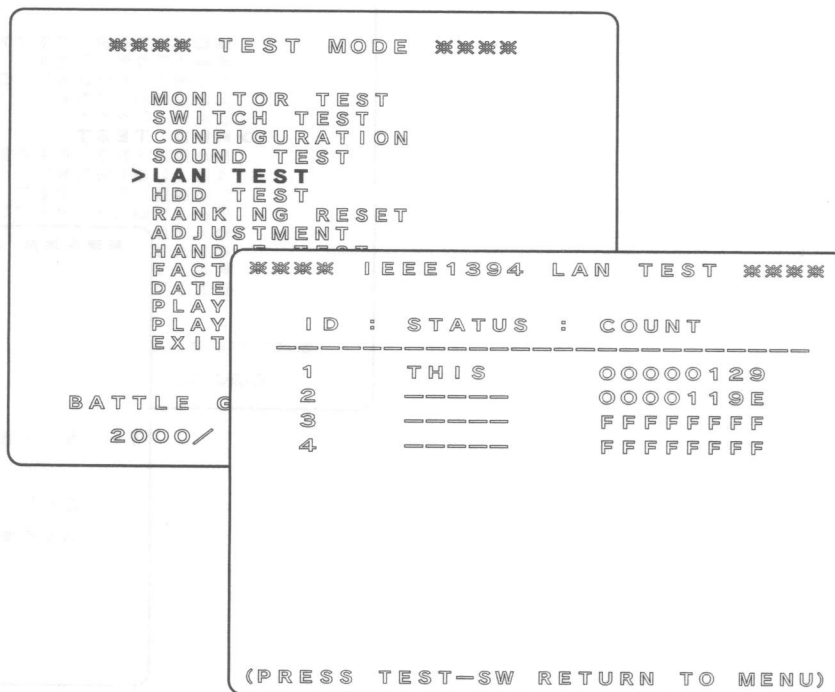 ※※※※ TEST MODE ※※※※
MONITOR TEST
SWITCH TEST
CONFIGURATION
SOUND TEST
>LAN TEST
HDD TEST
RANKING RESET
ADJUSTMENT
HANDLE TEST
FACT
DATE
PLAY
PLAY
EXIT
BATTLE G
2000/
※※※※ IEEE1394 LAN TEST ※※※※
ID : STATUS : COUNT
------------------------
1 THIS 00000129
2 ----- 0000119E
3 ----- FFFFFFFF
4 ----- FFFFFFFF
(PRESS TEST-SW RETURN TO MENU)